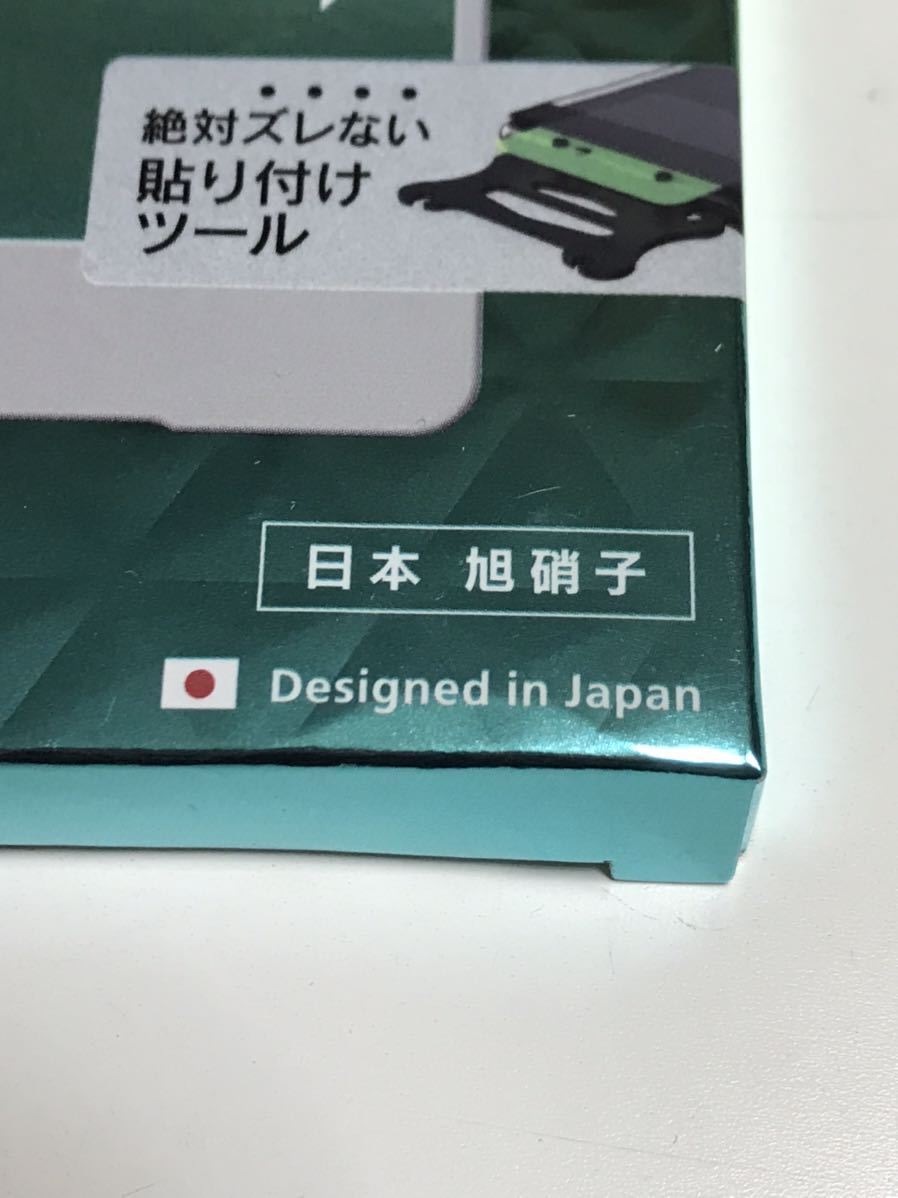 絶対ズレない
貼り付け
ツール
日本 旭硝子
Designed in Japan